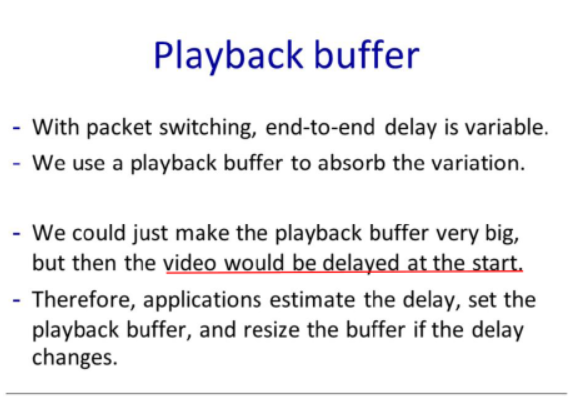 Playback buffer
- With packet switching, end-to-end delay is variable.
- We use a playback buffer to absorb the variation.
- We could just make the playback buffer very big,
but then the video would be delayed at the start.
- Therefore, applications estimate the delay, set the
playback buffer, and resize the buffer if the delay
changes.